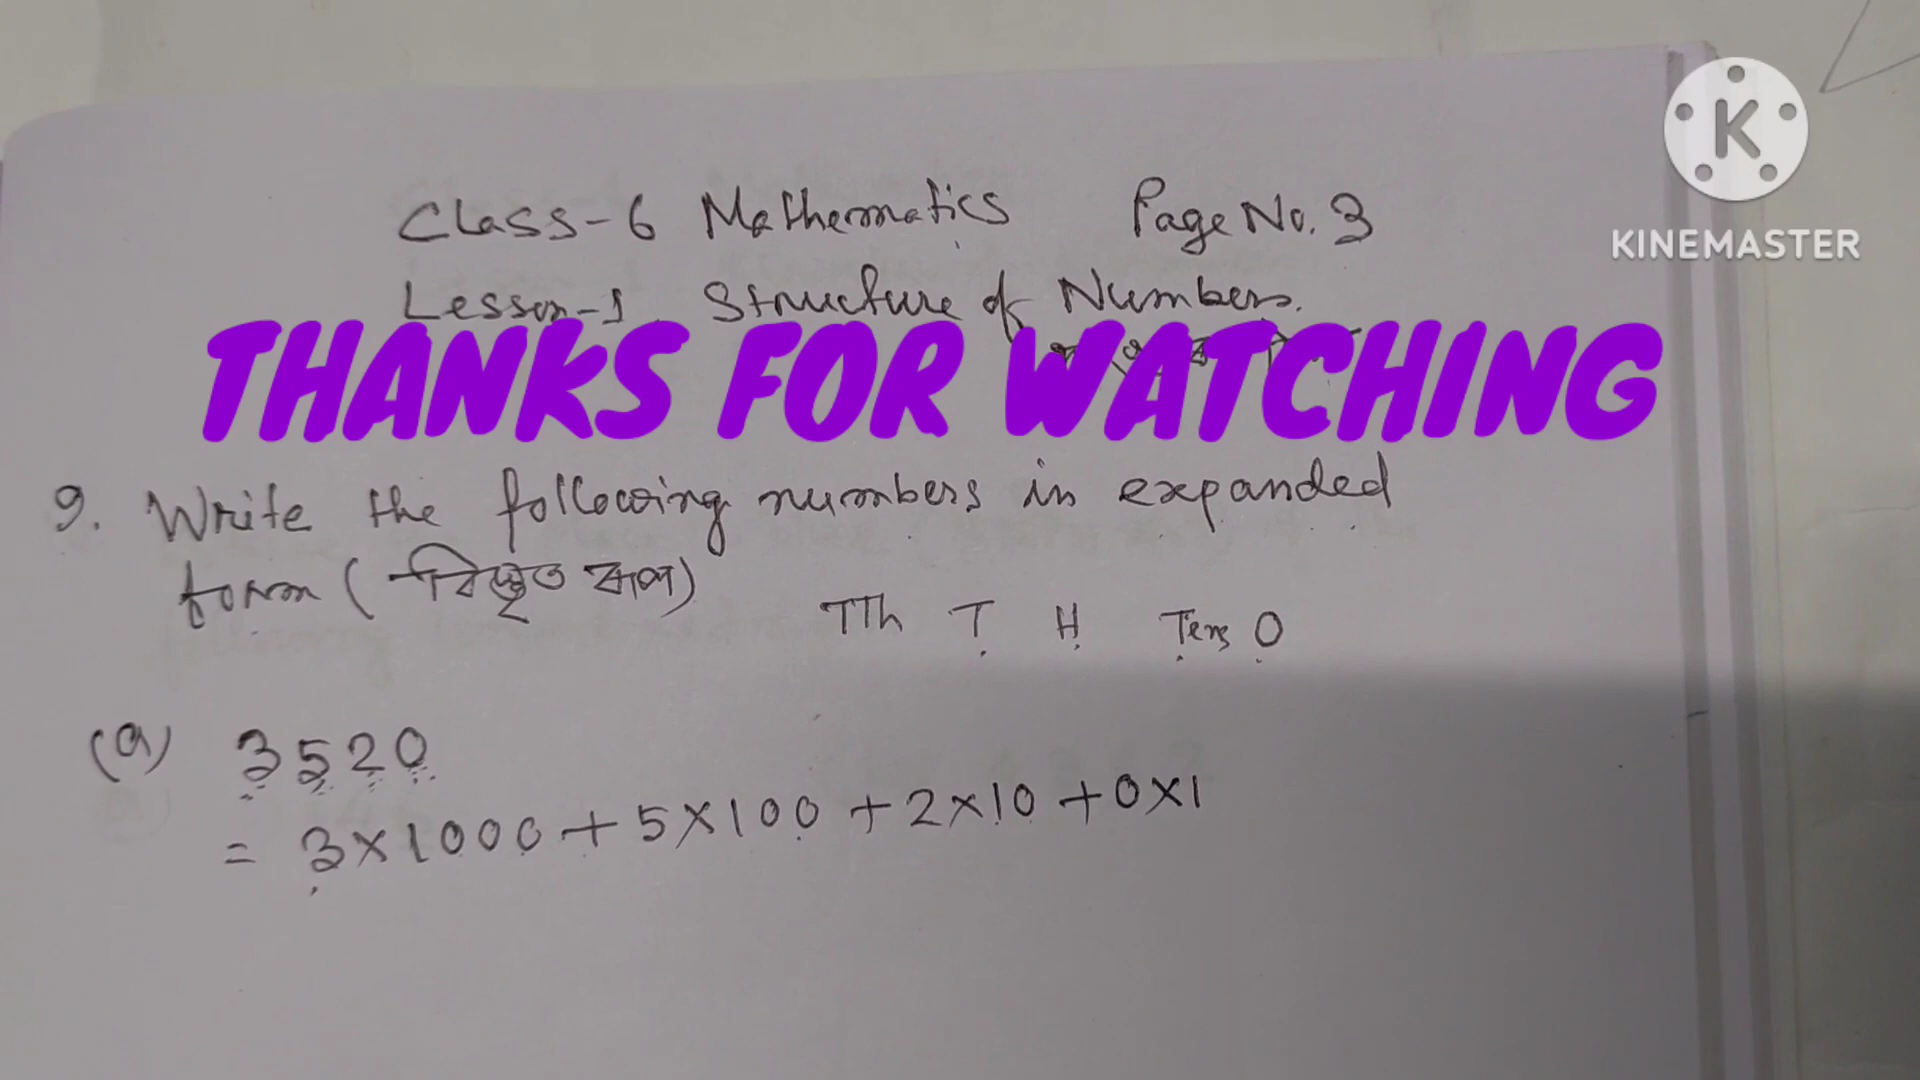 Class-6 Mathematics Page No. 3
KINEMASTER
Lesson-1 Structure of Numbers.
THANKS FOR WATCHING
9. Write the following numbers in expanded
form (বিস্তৃত ৰূপ)
TTh T H Tens O
(a) 3520
= 3×1000 + 5×100 + 2×10 + 0×1